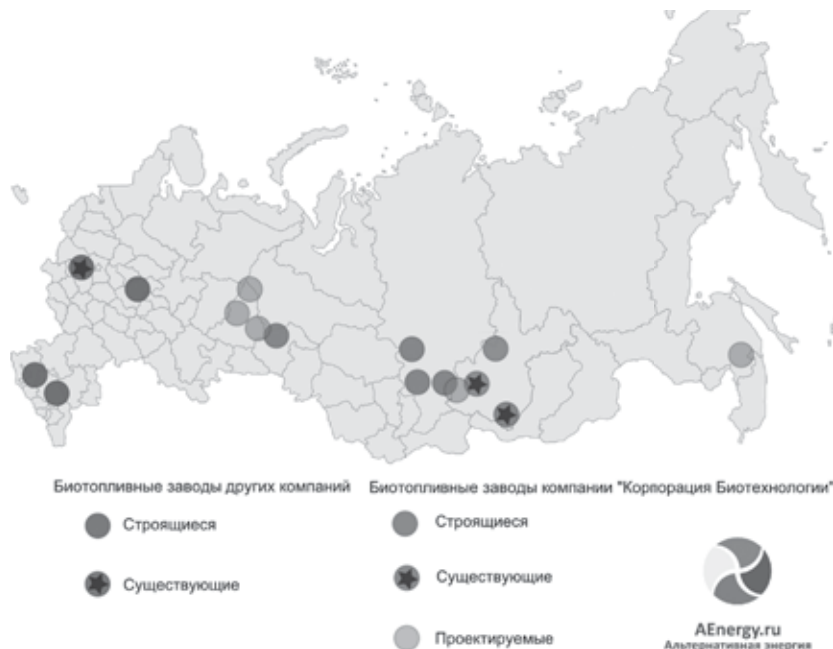 Биотопливные заводы других компаний
Строящиеся
Существующие
Биотопливные заводы компании "Корпорация Биотехнологии"
Строящиеся
Существующие
Проектируемые
AEnergy.ru
Альтернативная энергия